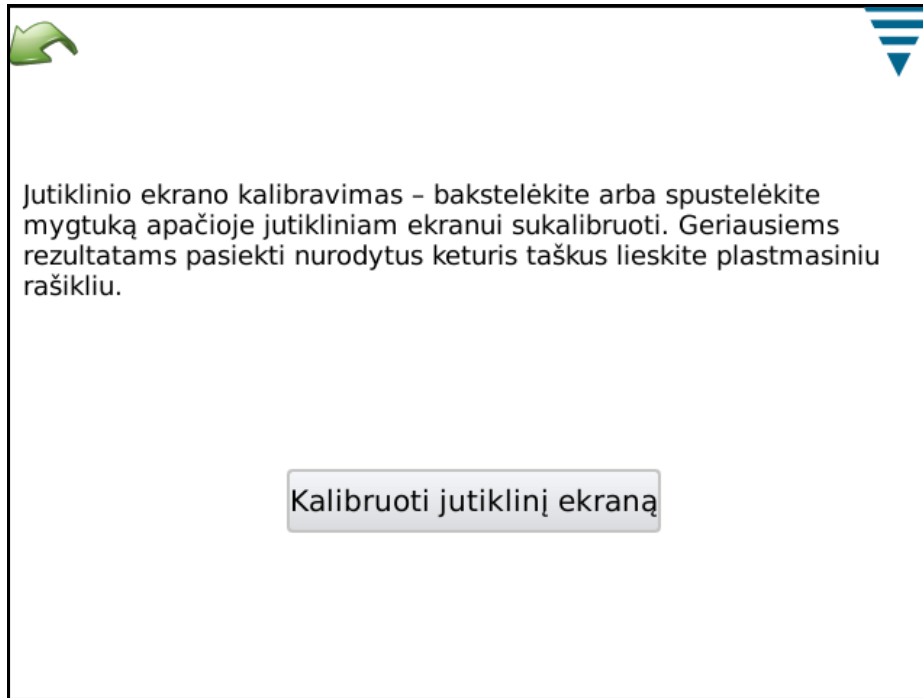 Jutiklinio ekrano kalibravimas – bakstelėkite arba spustelėkite
mygtuką apačioje jutikliniam ekranui sukalibruoti. Geriausiems
rezultatams pasiekti nurodytus keturis taškus lieskite plastmasiniu
rašikliu.
Kalibruoti jutiklinį ekraną